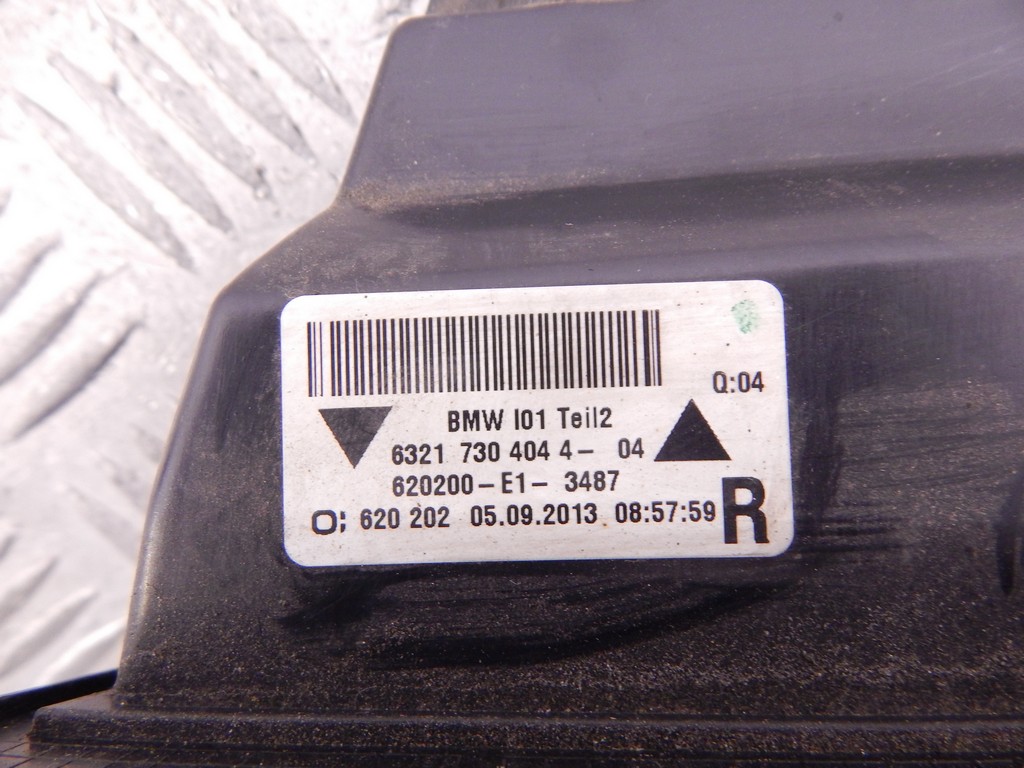 Q:04
BMW I01 Teil2
6321 730 404 4- 04
620200-E1- 3487
O; 620 202 05.09.2013 08:57:59 R